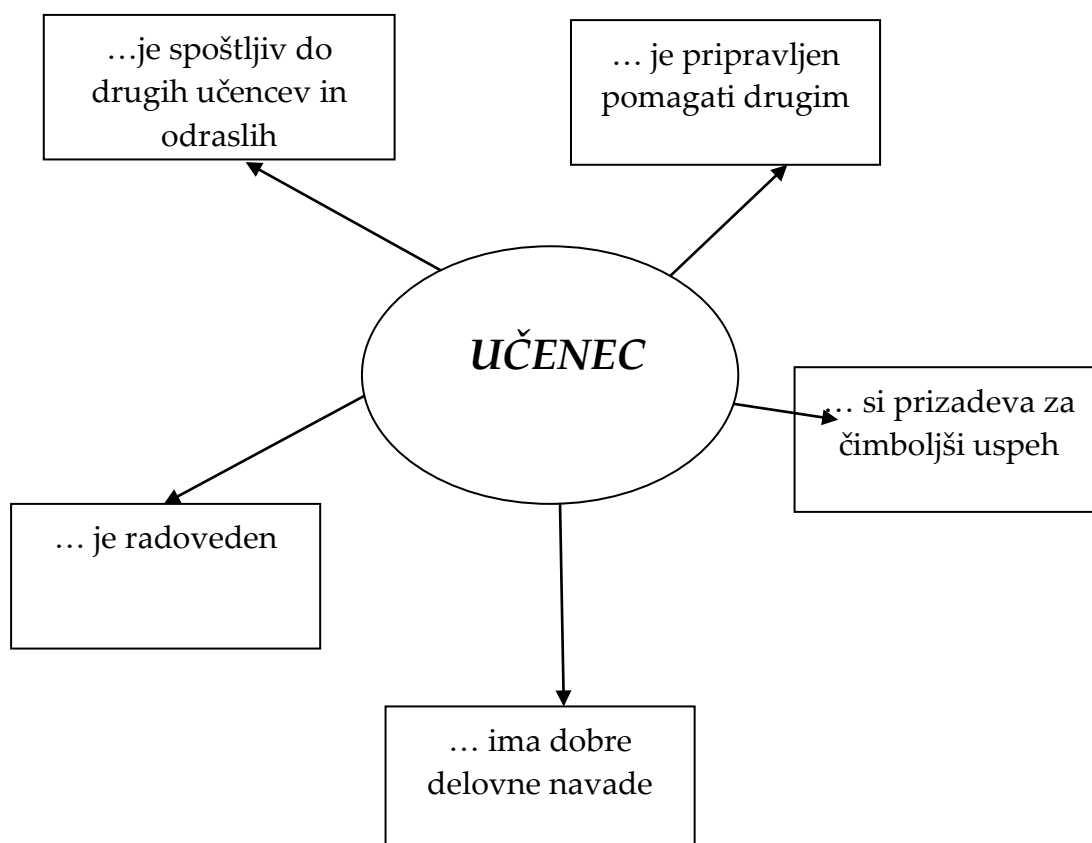 …je spoštljiv do
drugih učencev in
odraslih
… je pripravljen
pomagati drugim
UČENEC
… si prizadeva za
čimboljši uspeh
… je radoveden
… ima dobre
delovne navade